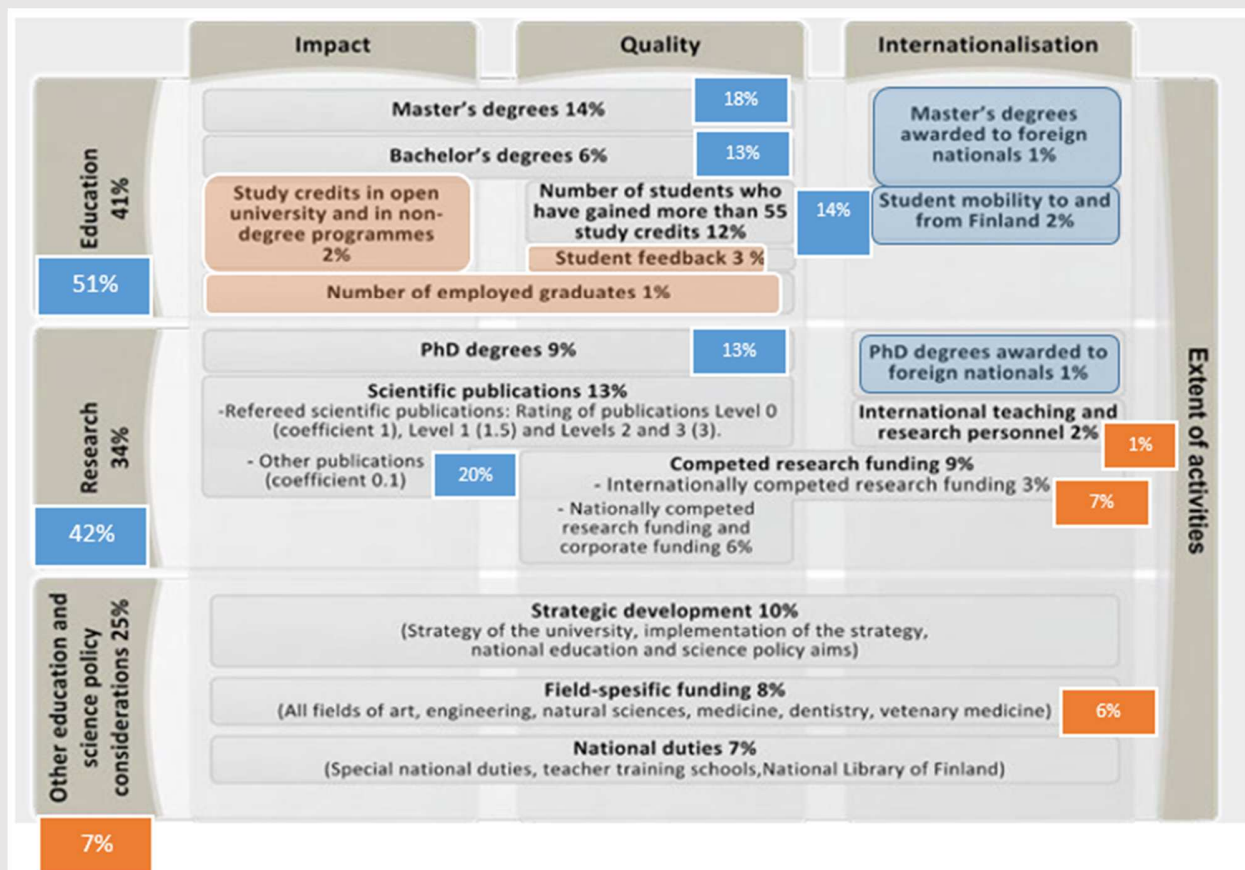 Impact
Quality
Internationalisation
Education
41%
51%
Master's degrees 14%
18%
Bachelor's degrees 6%
13%
Study credits in open
university and in non-
degree programmes
2%
Number of students who
have gained more than 55
study credits 12%
14%
Student feedback 3 %
Number of employed graduates 1%
Master's degrees
awarded to foreign
nationals 1%
Student mobility to and
from Finland 2%
Research
34%
42%
PhD degrees 9%
13%
Scientific publications 13%
-Refereed scientific publications: Rating of publications Level 0
(coefficient 1), Level 1 (1.5) and Levels 2 and 3 (3).
- Other publications
(coefficient 0.1)
20%
PhD degrees awarded to
foreign nationals 1%
International teaching and
research personnel 2%
1%
Competed research funding 9%
- Internationally competed research funding 3%
7%
- Nationally competed
research funding and
corporate funding 6%
Other education and
science policy
considerations 25%
7%
Strategic development 10%
(Strategy of the university, implementation of the strategy,
national education and science policy aims)
Field-spesific funding 8%
(All fields of art, engineering, natural sciences, medicine, dentistry, vetenary medicine)
6%
National duties 7%
(Special national duties, teacher training schools,National Library of Finland)
Extent of activities